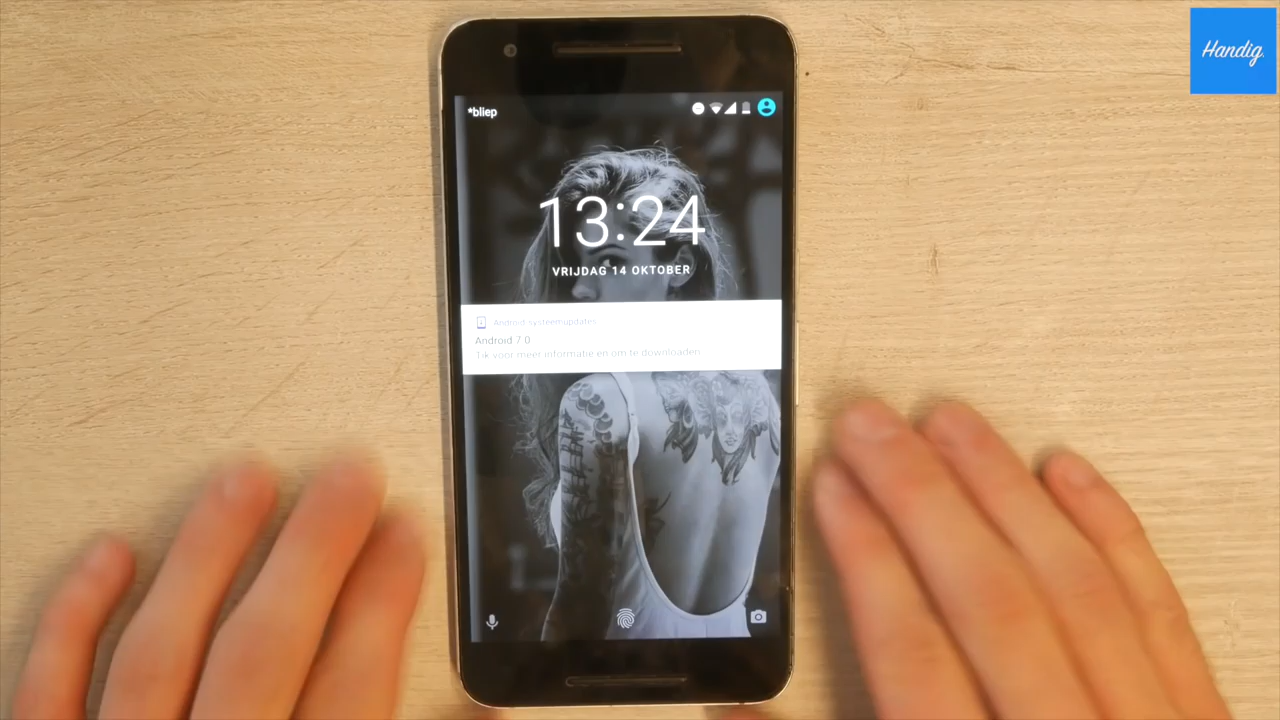 Handig.
*bliep
13:24
VRIJDAG 14 OKTOBER
Android-systeemupdates
Android 7.0
Tik voor meer informatie en om te downloaden